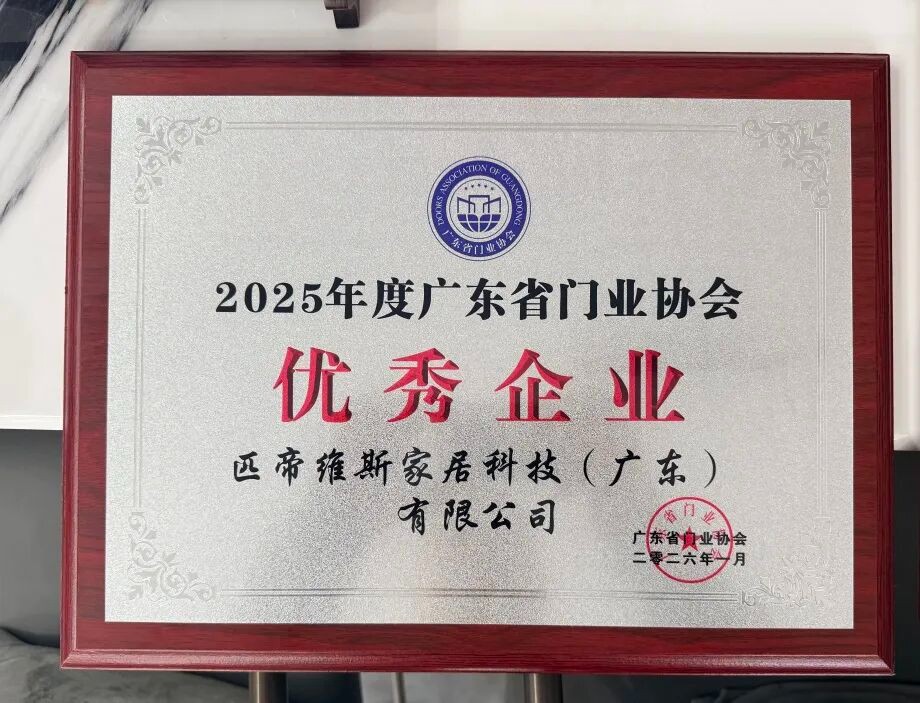 DOORS ASSOCIATION OF GUANGDONG
广东省门业协会
2025年度广东省门业协会
优秀企业
匹帝维斯家居科技（广东）
有限公司
广东省门业协会
二零二六年一月